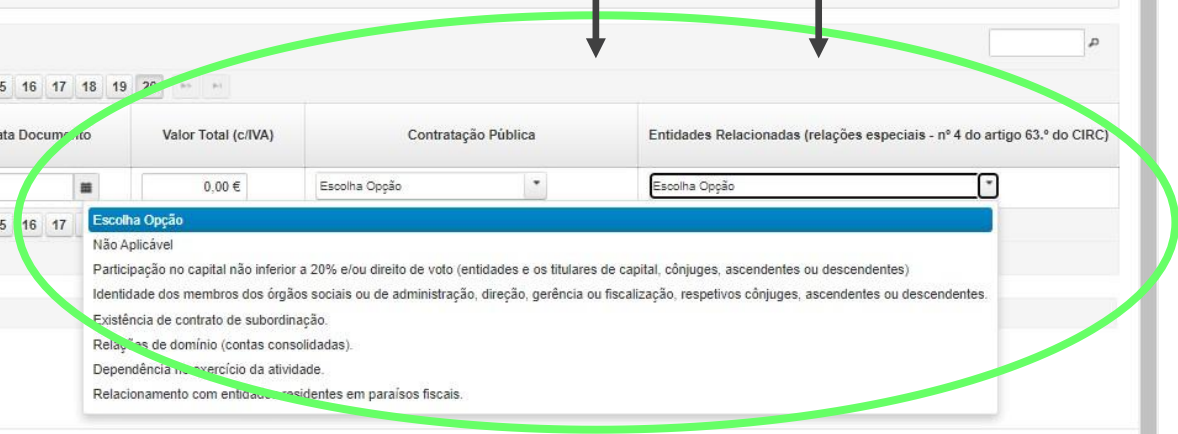 5 16 17 18 19 20
ata Documento Valor Total (c/IVA) Contratação Pública Entidades Relacionadas (relações especiais - nº 4 do artigo 63.º do CIRC)
0,00 € Escolha Opção Escolha Opção
5 16 17
Escolha Opção
Não Aplicável
Participação no capital não inferior a 20% e/ou direito de voto (entidades e os titulares de capital, cônjuges, ascendentes ou descendentes)
Identidade dos membros dos órgãos sociais ou de administração, direção, gerência ou fiscalização, respetivos cônjuges, ascendentes ou descendentes.
Existência de contrato de subordinação.
Relações de domínio (contas consolidadas).
Dependência no exercício da atividade.
Relacionamento com entidades residentes em paraísos fiscais.